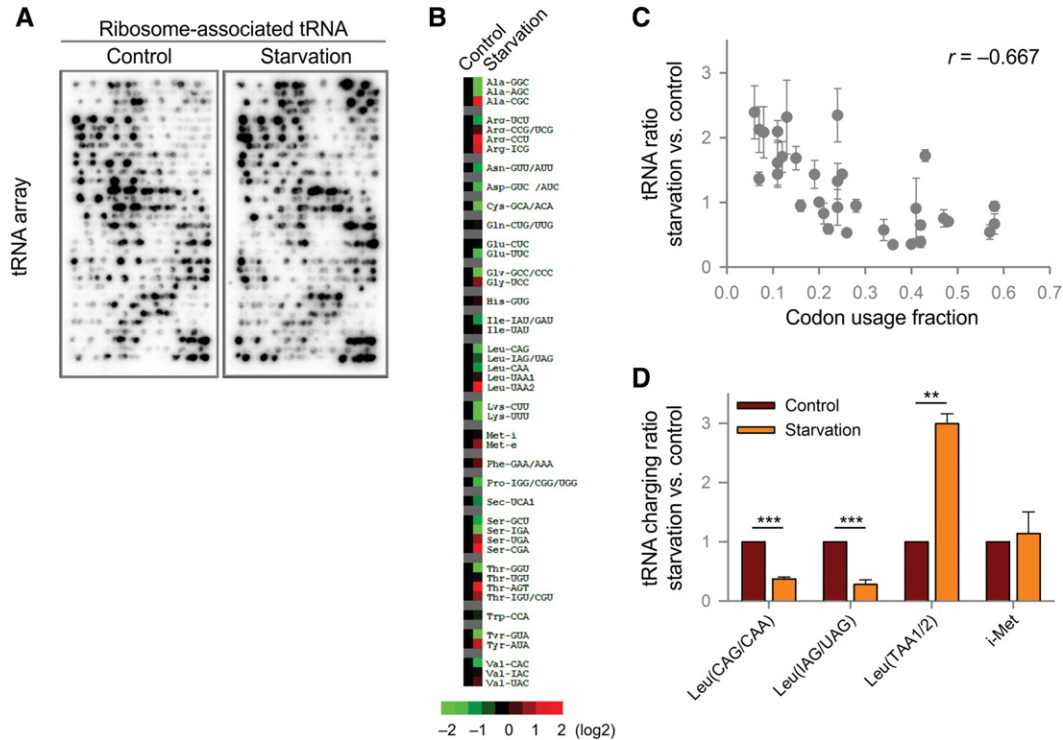 A
Ribosome-associated tRNA
Control
Starvation
tRNA array
B
Control
Starvation
Ala-GGC
Ala-AGC
Ala-CGC
Arg-UCU
Arg-CCG/UCG
Arg-CCU
Arg-ICG
Asn-GUU/AUU
Asp-GUC /AUC
Cys-GCA/ACA
Gln-CUG/UUG
Glu-CUC
Glu-UUC
Gly-GCC/CCC
Gly-UCC
His-GUG
Ile-IAU/GAU
Ile-UAU
Leu-CAG
Leu-IAG/UAG
Leu-CAA
Leu-UAA1
Leu-UAA2
Lys-CUU
Lys-UUU
Met-i
Met-e
Phe-GAA/AAA
Pro-IGG/CGG/UGG
Sec-UCA1
Ser-GCU
Ser-IGA
Ser-UGA
Ser-CGA
Thr-GGU
Thr-UGU
Thr-AGT
Thr-IGU/CGU
Trp-CCA
Tyr-GUA
Tyr-AUA
Val-CAC
Val-IAC
Val-UAC
−2 −1 0 1 2 (log2)
C
r = −0.667
tRNA ratio
starvation vs. control
3
2
1
0
0.0 0.1 0.2 0.3 0.4 0.5 0.6 0.7
Codon usage fraction
D
Control
Starvation
tRNA charging ratio
starvation vs. control
3
2
1
0
***
***
**
Leu(CAG/CAA)
Leu(IAG/UAG)
Leu(TAA1/2)
i-Met